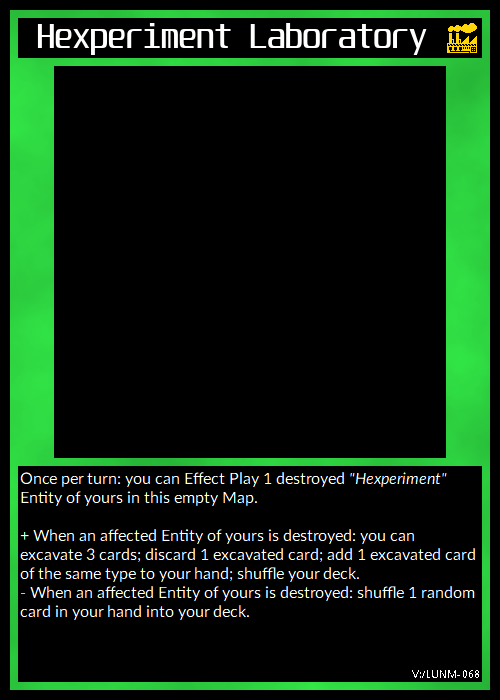 Hexperiment Laboratory
Once per turn: you can Effect Play 1 destroyed "Hexperiment"
Entity of yours in this empty Map.
+ When an affected Entity of yours is destroyed: you can
excavate 3 cards; discard 1 excavated card; add 1 excavated card
of the same type to your hand; shuffle your deck.
- When an affected Entity of yours is destroyed: shuffle 1 random
card in your hand into your deck.
V:/LUNM-068